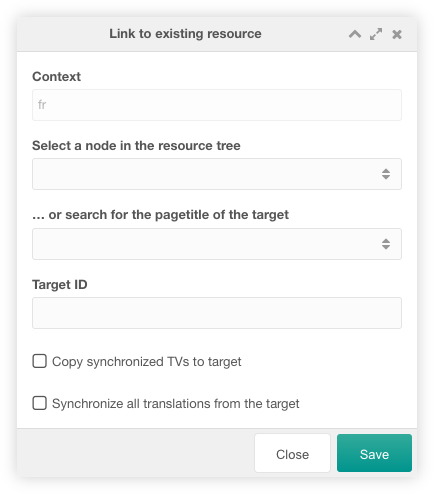 Link to existing resource
Context
fr
Select a node in the resource tree
... or search for the pagetitle of the target
Target ID
Copy synchronized TVs to target
Synchronize all translations from the target
Close Save